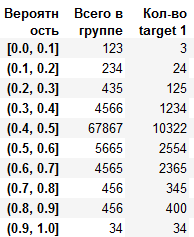 Вероятн
ость Всего в
группе Кол-во
target 1
[0.0, 0.1] 123 3
(0.1, 0.2] 234 24
(0.2, 0.3] 435 125
(0.3, 0.4] 4566 1234
(0.4, 0.5] 67867 10322
(0.5, 0.6] 5665 2554
(0.6, 0.7] 4565 2365
(0.7, 0.8] 456 345
(0.8, 0.9] 456 400
(0.9, 1.0] 34 34